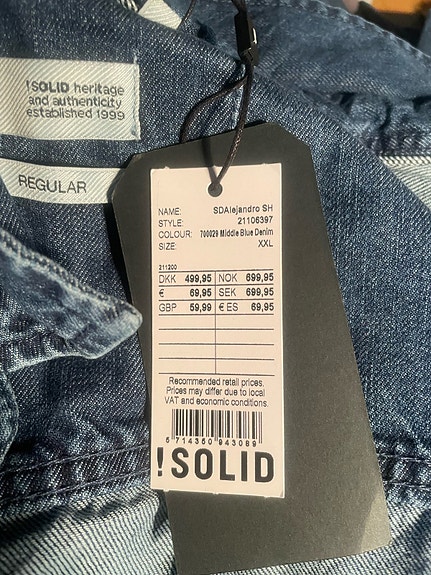 !SOLID heritage
and authenticity
established 1999
REGULAR
NAME: SDAlejandro SH
STYLE: 21106397
COLOUR: 700029 Middle Blue Denim
SIZE: XXL
211200
DKK 499,95 NOK 699,95
€ 69,95 SEK 699,95
GBP 59,99 € ES 69,95
Recommended retail prices.
Prices may differ due to local
VAT and economic conditions.
5 714350 943089
!SOLID